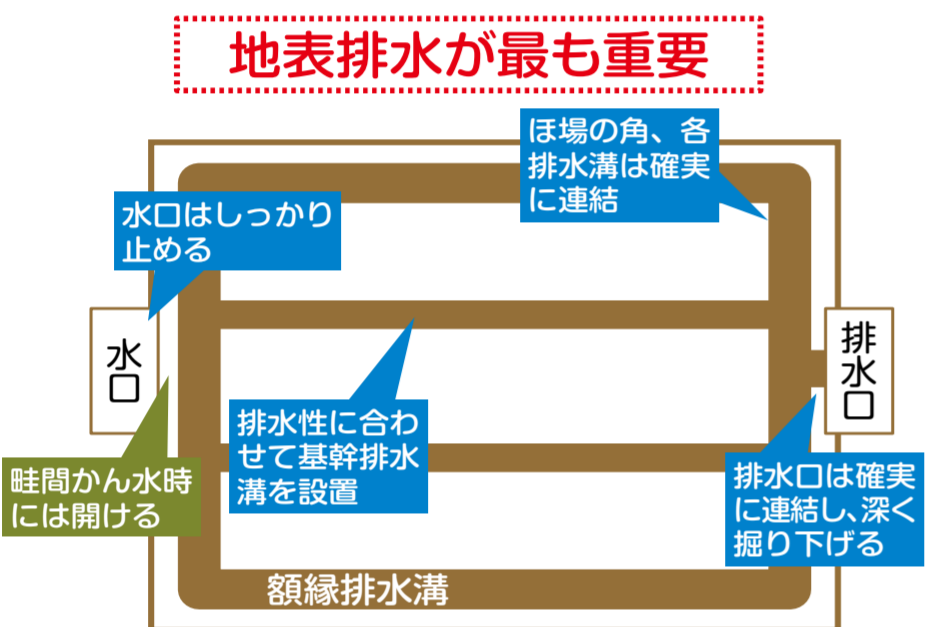 地表排水が最も重要
ほ場の角、各
排水溝は確実
に連結
水口はしっかり
止める
水口
排水口
排水性に合わ
せて基幹排水
溝を設置
畦間かん水時
には開ける
排水口は確実
に連結し、深く
掘り下げる
額縁排水溝